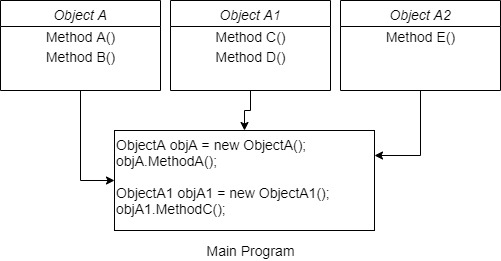 Object A
Method A()
Method B()
Object A1
Method C()
Method D()
Object A2
Method E()
ObjectA objA = new ObjectA();
objA.MethodA();
ObjectA1 objA1 = new ObjectA1();
objA1.MethodC();
Main Program